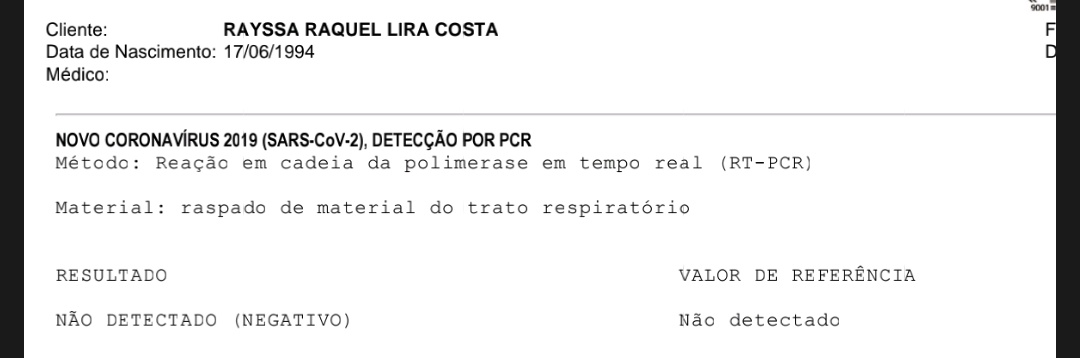 9001
Cliente: RAYSSA RAQUEL LIRA COSTA
F
Data de Nascimento: 17/06/1994
D
Médico:
NOVO CORONAVÍRUS 2019 (SARS-CoV-2), DETECÇÃO POR PCR
Método: Reação em cadeia da polimerase em tempo real (RT-PCR)
Material: raspado de material do trato respiratório
RESULTADO VALOR DE REFERÊNCIA
NÃO DETECTADO (NEGATIVO) Não detectado